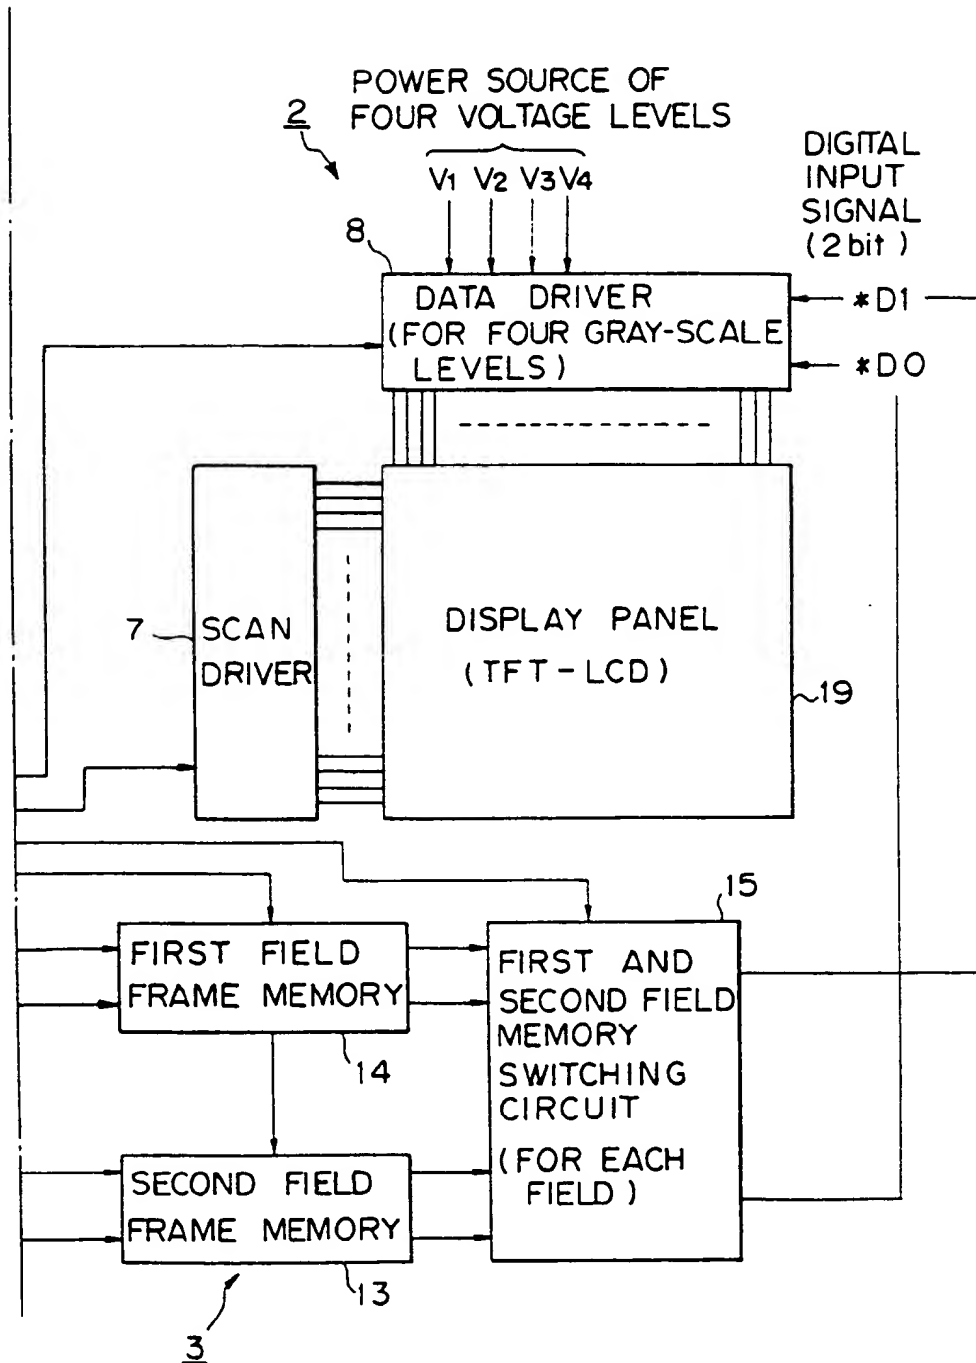 POWER SOURCE OF
FOUR VOLTAGE LEVELS
2
V1 V2 V3 V4
DIGITAL
INPUT
SIGNAL
(2bit)
8
DATA DRIVER
(FOR FOUR GRAY-SCALE
LEVELS)
*D1
*D0
7
SCAN
DRIVER
DISPLAY PANEL
(TFT-LCD)
19
15
FIRST FIELD
FRAME MEMORY
14
FIRST AND
SECOND FIELD
MEMORY
SWITCHING
CIRCUIT
(FOR EACH
FIELD)
SECOND FIELD
FRAME MEMORY
13
3